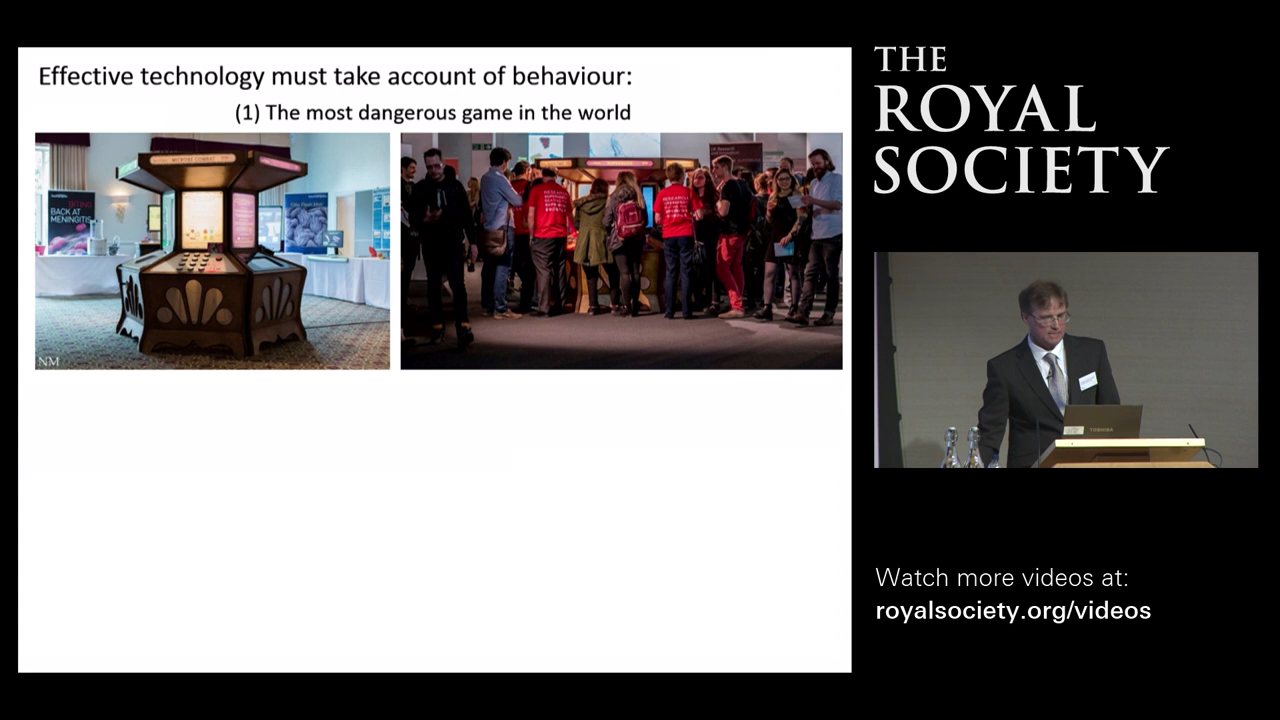 Effective technology must take account of behaviour:
(1) The most dangerous game in the world
MICROBE COMBAT
BITING
BACK AT
MENINGITIS
NM
THE
ROYAL
SOCIETY
TOSHIBA
Watch more videos at:
royalsociety.org/videos